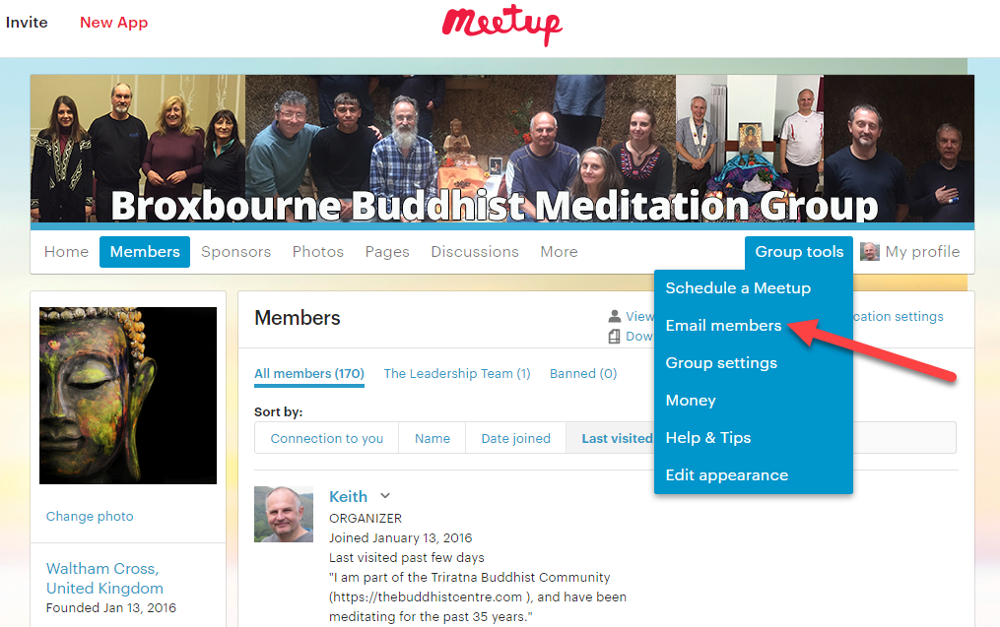 Invite
New App
Meetup
Broxbourne Buddhist Meditation Group
Home
Members
Sponsors
Photos
Pages
Discussions
More
Group tools
My profile
Schedule a Meetup
Email members
Group settings
Money
Help & Tips
Edit appearance
Change photo
Waltham Cross,
United Kingdom
Founded Jan 13, 2016
Members
View
cation settings
Dow
All members (170)
The Leadership Team (1)
Banned (0)
Sort by:
Connection to you
Name
Date joined
Last visited
Keith
ORGANIZER
Joined January 13, 2016
Last visited past few days
"I am part of the Triratna Buddhist Community
(https://thebuddhistcentre.com ), and have been
meditating for the past 35 years."